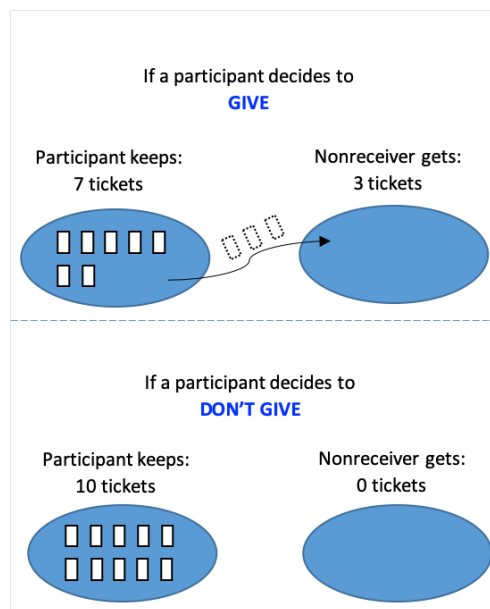 If a participant decides to
GIVE
Participant keeps:
7 tickets
Nonreceiver gets:
3 tickets
If a participant decides to
DON'T GIVE
Participant keeps:
10 tickets
Nonreceiver gets:
0 tickets